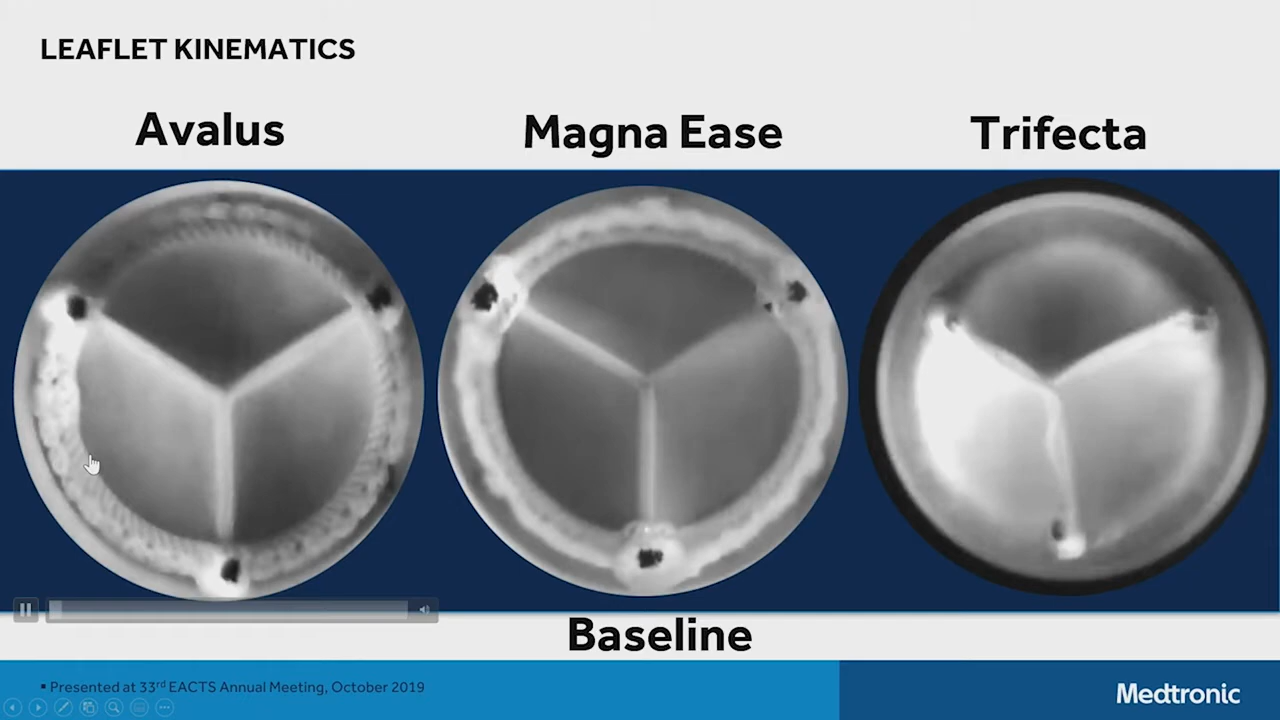 LEAFLET KINEMATICS
Avalus
Magna Ease
Trifecta
Baseline
▪ Presented at 33rd EACTS Annual Meeting, October 2019
Medtronic